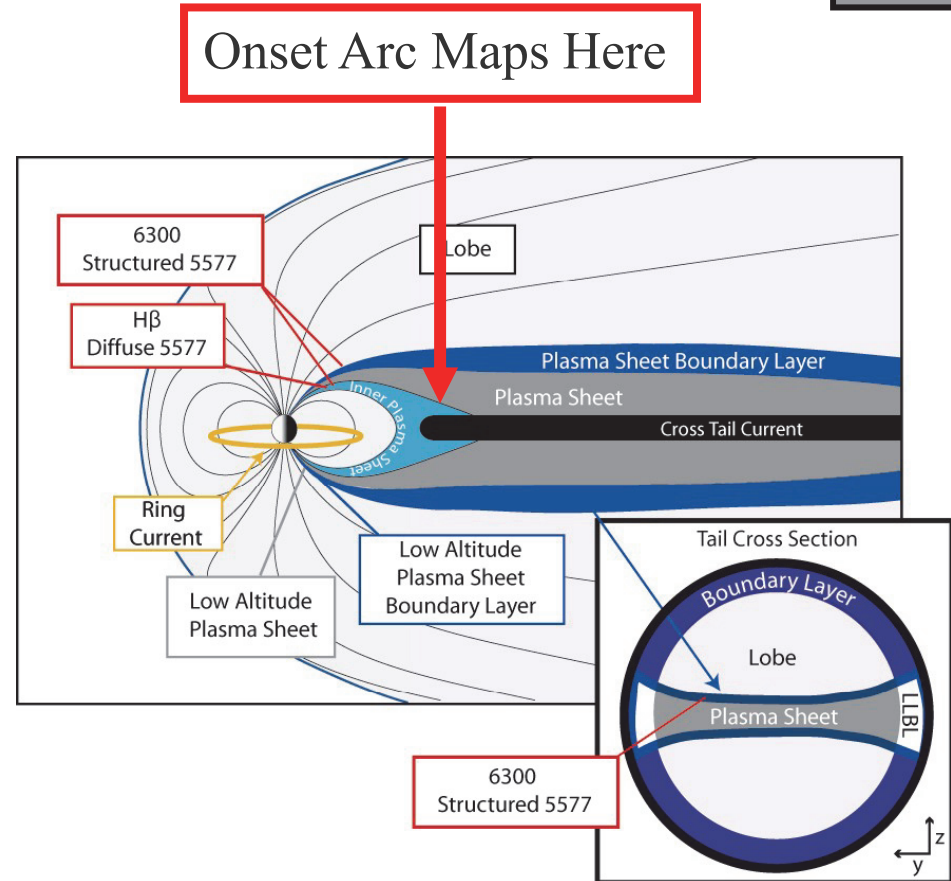 Onset Arc Maps Here
6300
Structured 5577
Lobe
Hβ
Diffuse 5577
Plasma Sheet Boundary Layer
Inner Plasma Sheet
Plasma Sheet
Cross Tail Current
Ring
Current
Low Altitude
Plasma Sheet
Boundary Layer
Low Altitude
Plasma Sheet
Tail Cross Section
Boundary Layer
Lobe
LLBL
Plasma Sheet
6300
Structured 5577
z
y